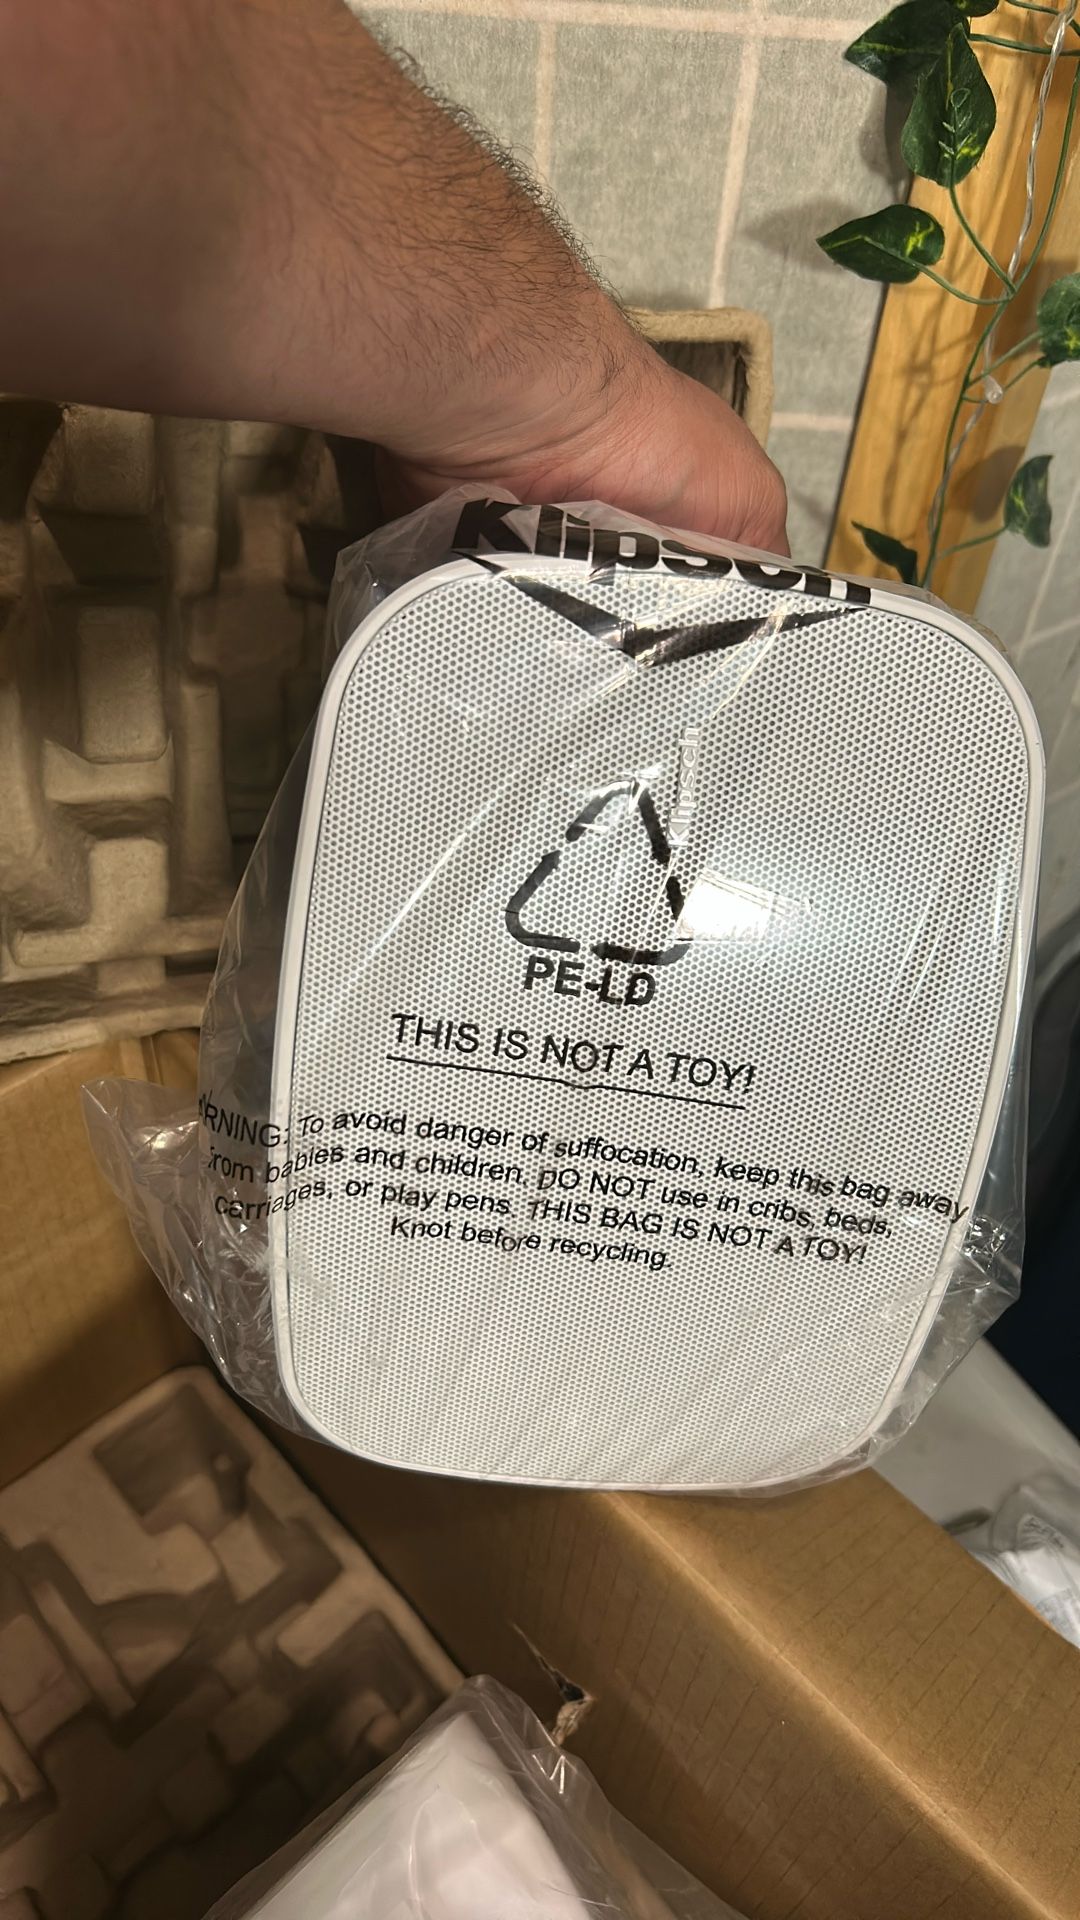 Klipsch
Klipsch
PE-LD
THIS IS NOT A TOY!
WARNING: To avoid danger of suffocation, keep this bag away
from babies and children. DO NOT use in cribs, beds,
carriages, or play pens. THIS BAG IS NOT A TOY!
Knot before recycling.